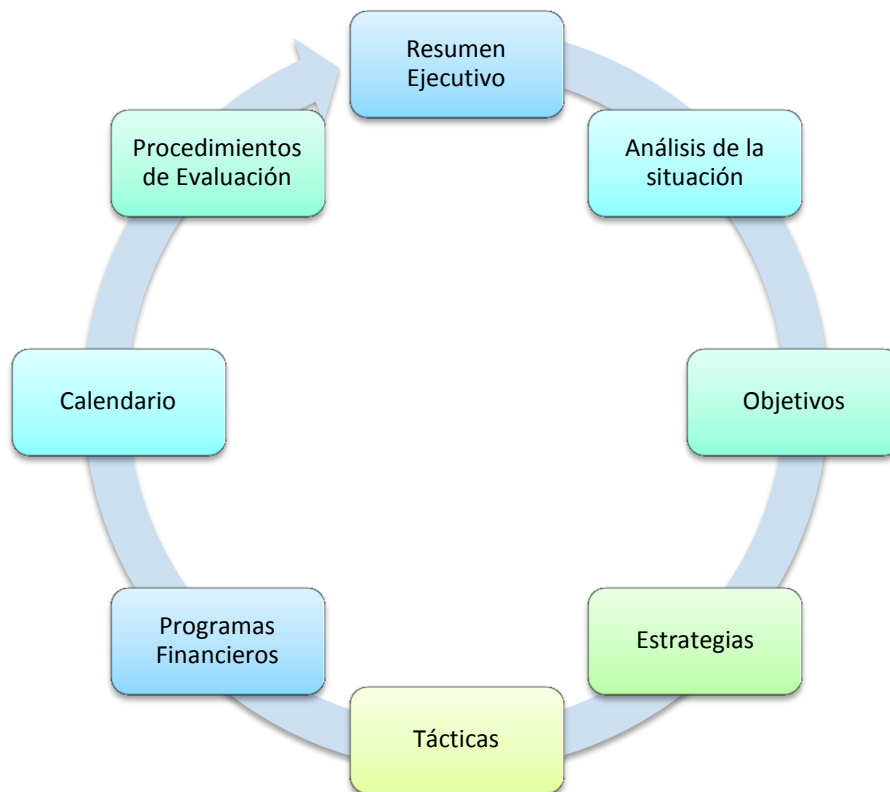 Resumen
Ejecutivo
Análisis de la
situación
Objetivos
Estrategias
Tácticas
Programas
Financieros
Calendario
Procedimientos
de Evaluación